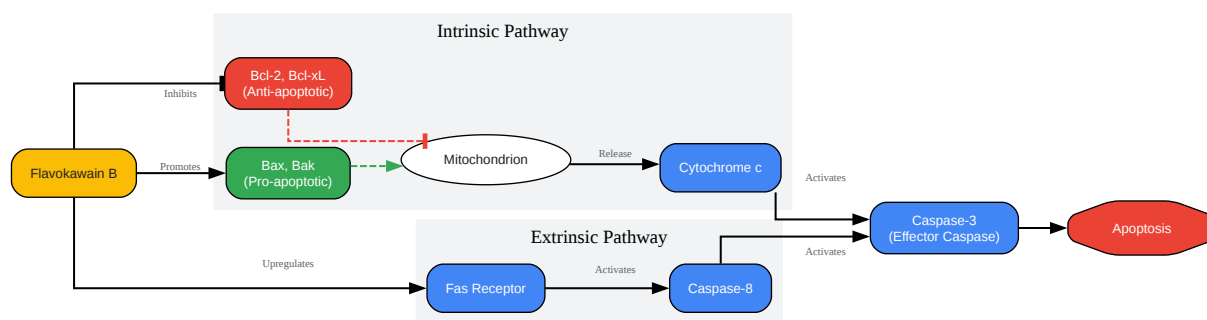 Intrinsic Pathway
Bcl-2, Bcl-xL
(Anti-apoptotic)
Inhibits
Flavokawain B
Promotes
Bax, Bak
(Pro-apoptotic)
Mitochondrion
Release
Cytochrome c
Activates
Caspase-3
(Effector Caspase)
Apoptosis
Activates
Extrinsic Pathway
Upregulates
Fas Receptor
Activates
Caspase-8